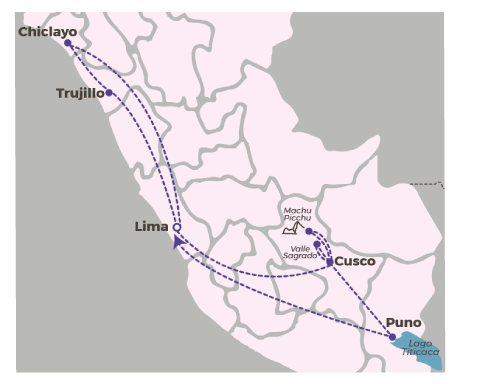 Chiclayo
Trujillo
Lima
Machu
Picchu
Valle
Sagrado
Cusco
Puno
Lago
Titicaca